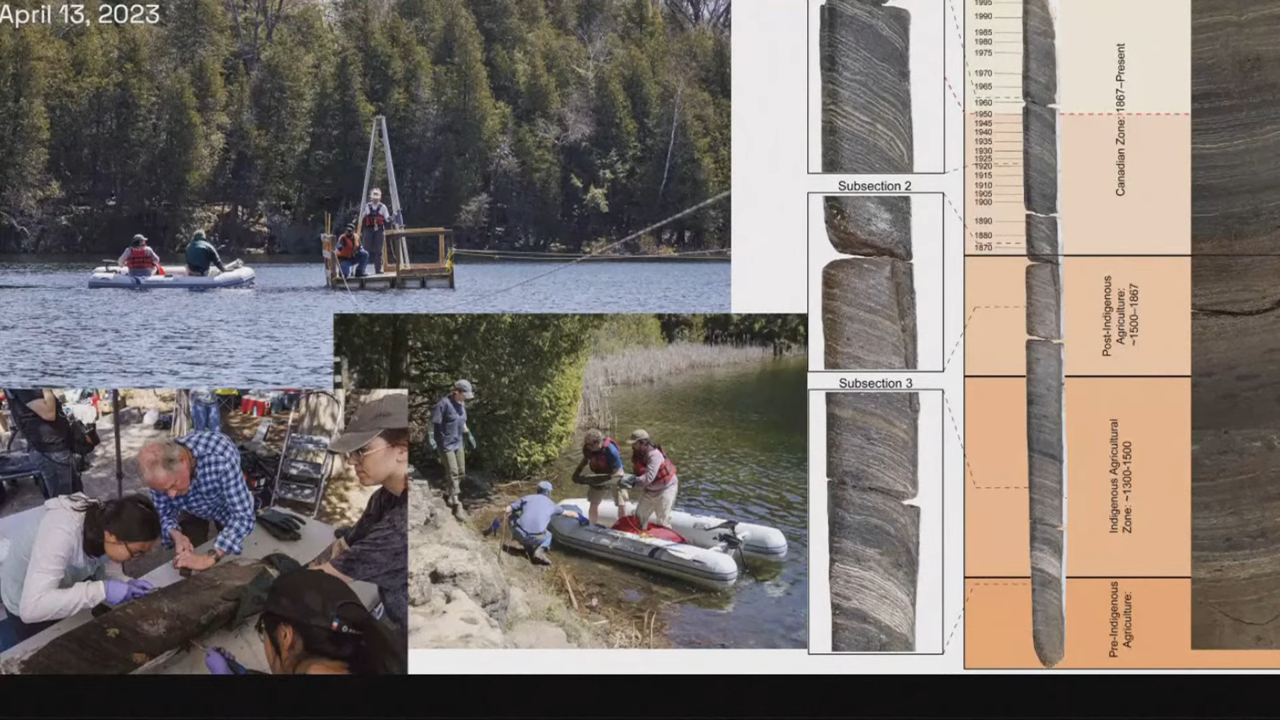 April 13, 2023
Subsection 2
Subsection 3
1995
1990
1985
1980
1975
1970
1965
1960
1950
1945
1940
1935
1930
1925
1920
1915
1910
1905
1900
1890
1880
1870
Canadian Zone: 1867–Present
Post-Indigenous
Agriculture:
~1500–1867
Indigenous Agricultural
Zone: ~1300-1500
Pre-Indigenous
Agriculture: